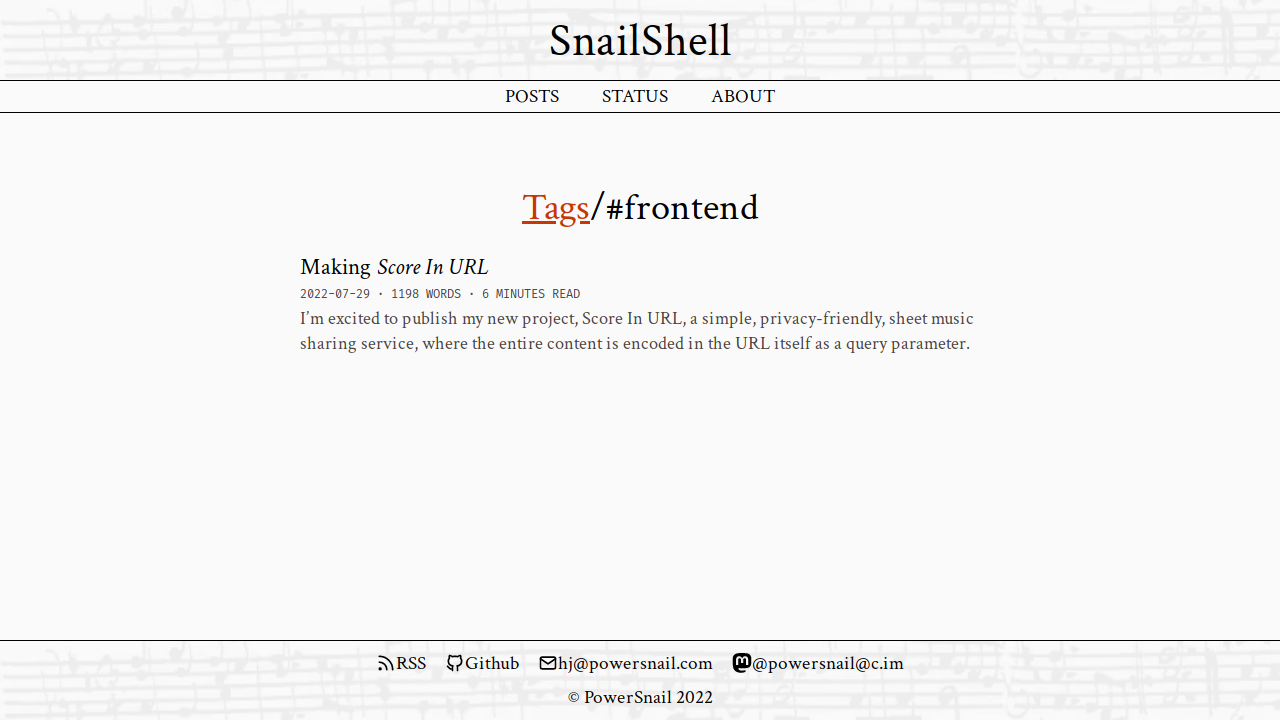 SnailShell
POSTS STATUS ABOUT
Tags/#frontend
Making Score In URL
2022-07-29 · 1198 WORDS · 6 MINUTES READ
I’m excited to publish my new project, Score In URL, a simple, privacy-friendly, sheet music
sharing service, where the entire content is encoded in the URL itself as a query parameter.
RSS Github hj@powersnail.com @powersnail@c.im
© PowerSnail 2022